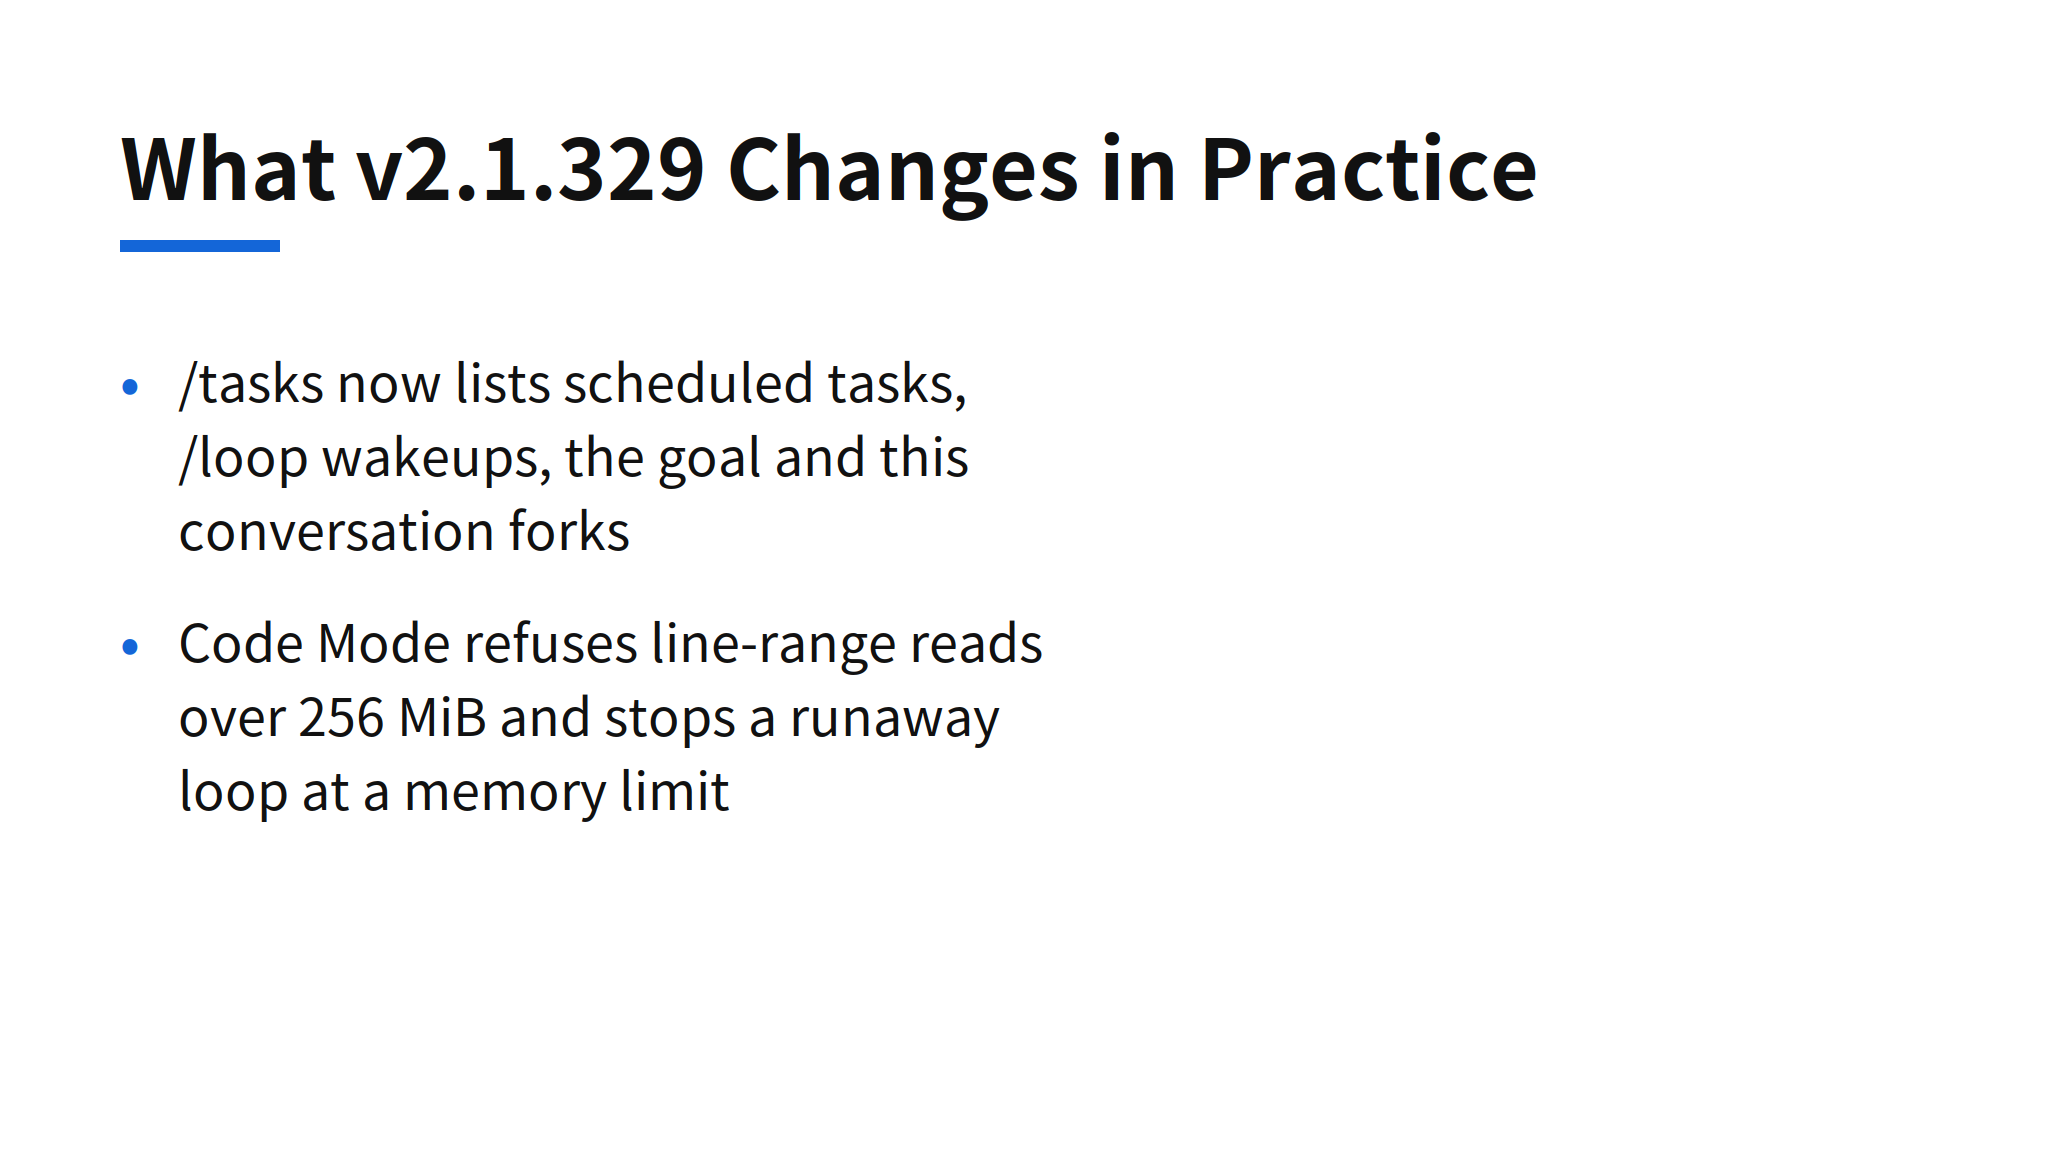 What v2.1.329 Changes in Practice
• /tasks now lists scheduled tasks,
/loop wakeups, the goal and this
conversation forks
• Code Mode refuses line-range reads
over 256 MiB and stops a runaway
loop at a memory limit